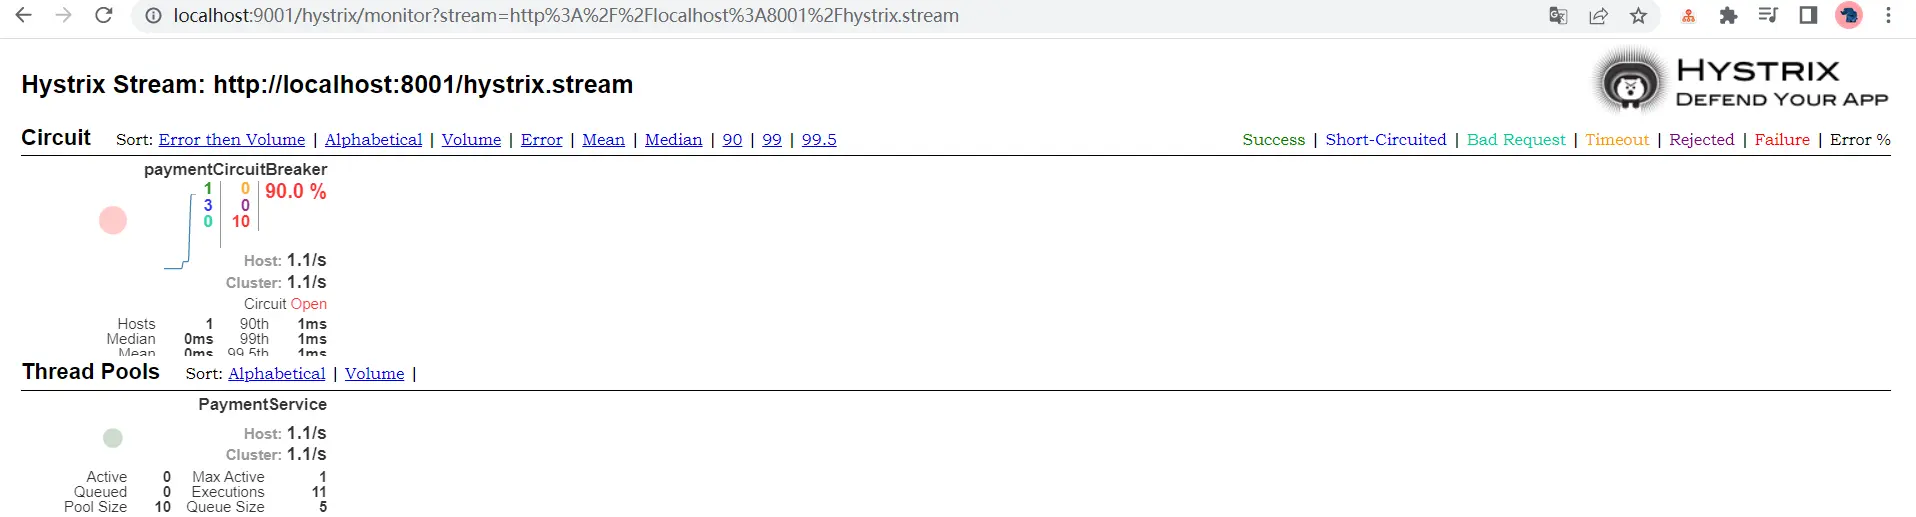 localhost:9001/hystrix/monitor?stream=http%3A%2F%2Flocalhost%3A8001%2Fhystrix.stream
Hystrix Stream: http://localhost:8001/hystrix.stream
HYSTRIX
DEFEND YOUR APP
Circuit Sort: Error then Volume | Alphabetical | Volume | Error | Mean | Median | 90 | 99 | 99.5
Success | Short-Circuited | Bad Request | Timeout | Rejected | Failure | Error %
paymentCircuitBreaker
1 0 90.0 %
3 0
0 10
Host: 1.1/s
Cluster: 1.1/s
Circuit Open
Hosts 1 90th 1ms
Median 0ms 99th 1ms
Mean 0ms 99.5th 1ms
Thread Pools Sort: Alphabetical | Volume |
PaymentService
Host: 1.1/s
Cluster: 1.1/s
Active 0 Max Active 1
Queued 0 Executions 11
Pool Size 10 Queue Size 5